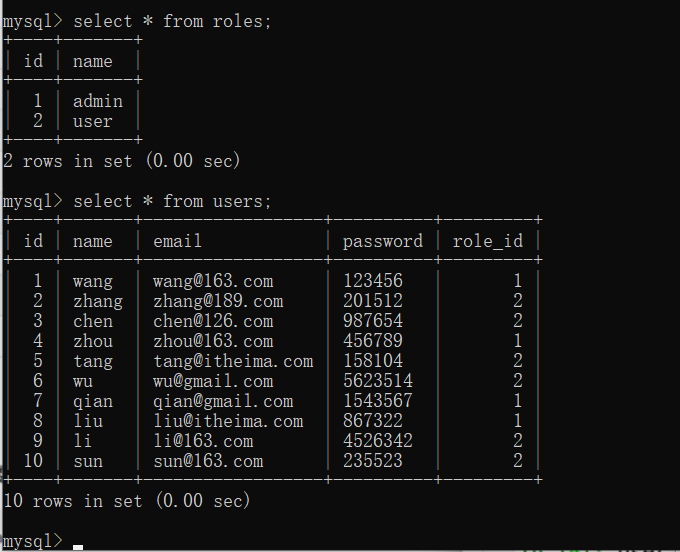 mysql> select * from roles;
+----+-------+
| id | name  |
+----+-------+
|  1 | admin |
|  2 | user  |
+----+-------+
2 rows in set (0.00 sec)
mysql> select * from users;
+----+-------+------------------+----------+---------+
| id | name  | email            | password | role_id |
+----+-------+------------------+----------+---------+
|  1 | wang  | wang@163.com     | 123456   |       1 |
|  2 | zhang | zhang@189.com    | 201512   |       2 |
|  3 | chen  | chen@126.com     | 987654   |       2 |
|  4 | zhou  | zhou@163.com     | 456789   |       1 |
|  5 | tang  | tang@itheima.com | 158104   |       2 |
|  6 | wu    | wu@gmail.com     | 5623514  |       2 |
|  7 | qian  | qian@gmail.com   | 1543567  |       1 |
|  8 | liu   | liu@itheima.com  | 867322   |       1 |
|  9 | li    | li@163.com       | 4526342  |       2 |
| 10 | sun   | sun@163.com      | 235523   |       2 |
+----+-------+------------------+----------+---------+
10 rows in set (0.00 sec)
mysql>